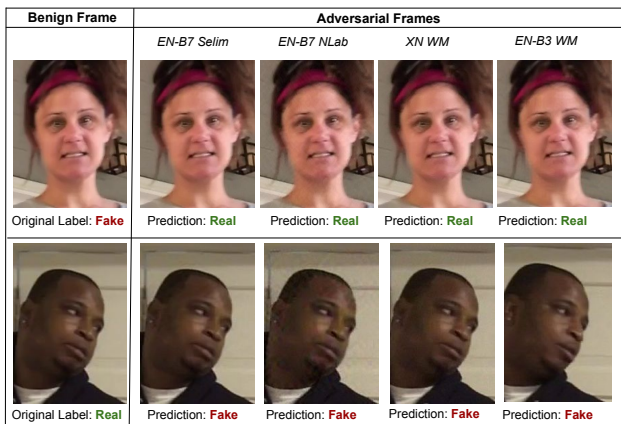 Benign Frame Adversarial Frames
EN-B7 Selim EN-B7 NLab XN WM EN-B3 WM
Original Label: Fake Prediction: Real Prediction: Real Prediction: Real Prediction: Real
Original Label: Real Prediction: Fake Prediction: Fake Prediction: Fake Prediction: Fake